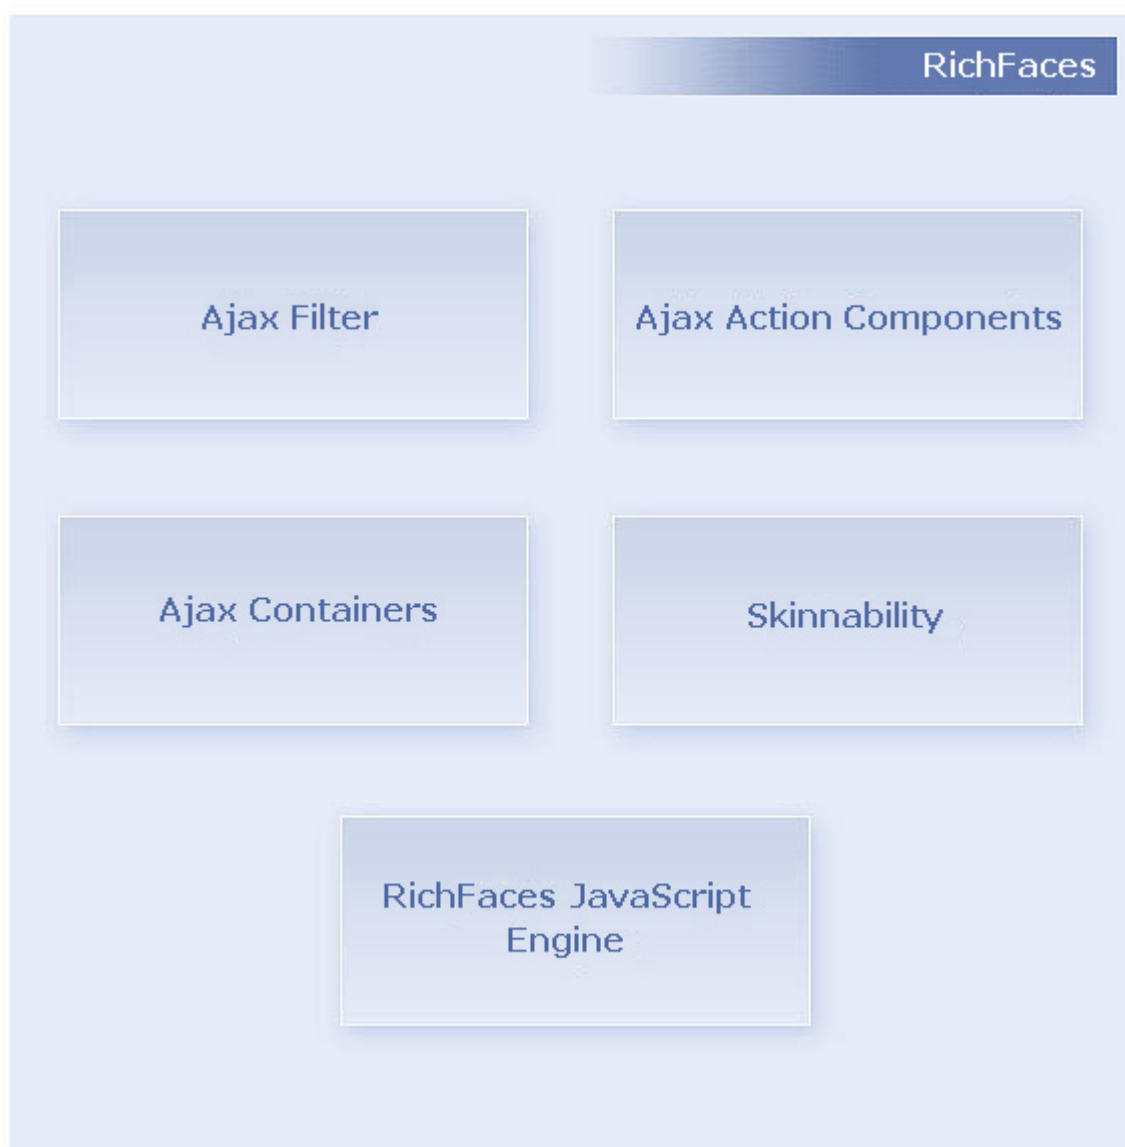 RichFaces
Ajax Filter
Ajax Action Components
Ajax Containers
Skinnability
RichFaces JavaScript
Engine